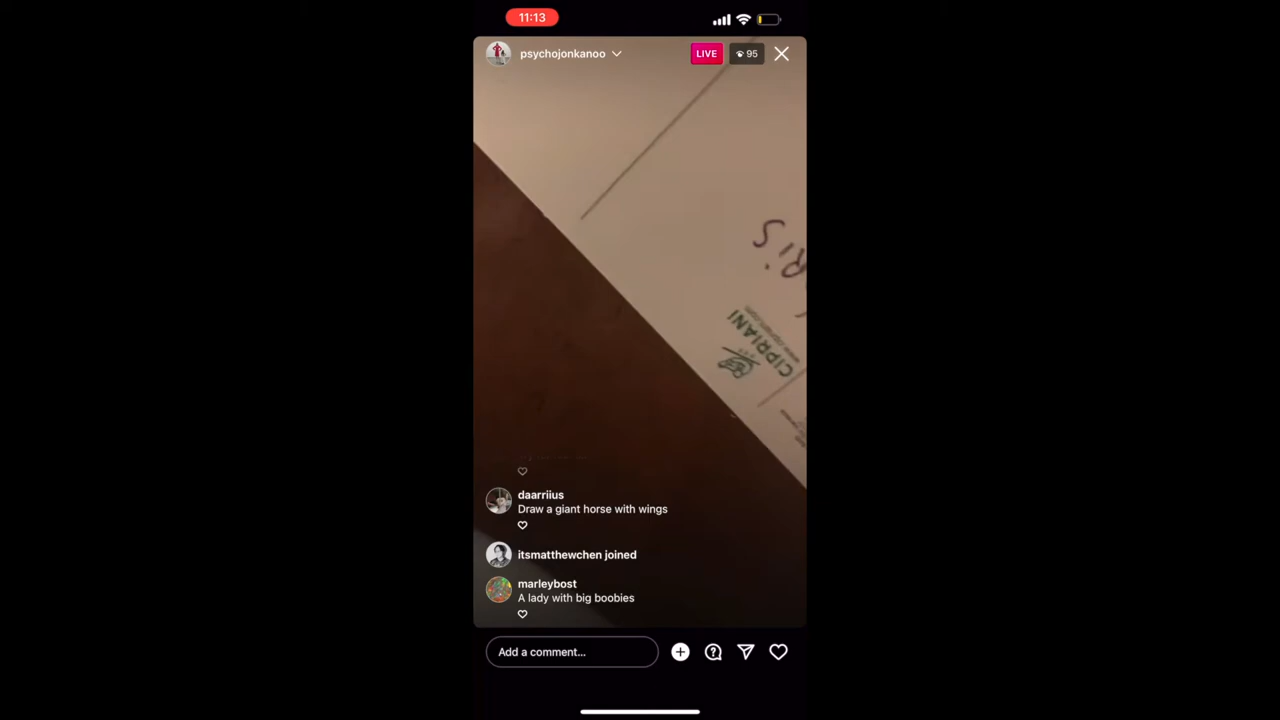 11:13
psychojonkanoo
LIVE
95
RiS
CIPRIANI
daarriius
Draw a giant horse with wings
itsmatthewchen joined
marleybost
A lady with big boobies
Add a comment...